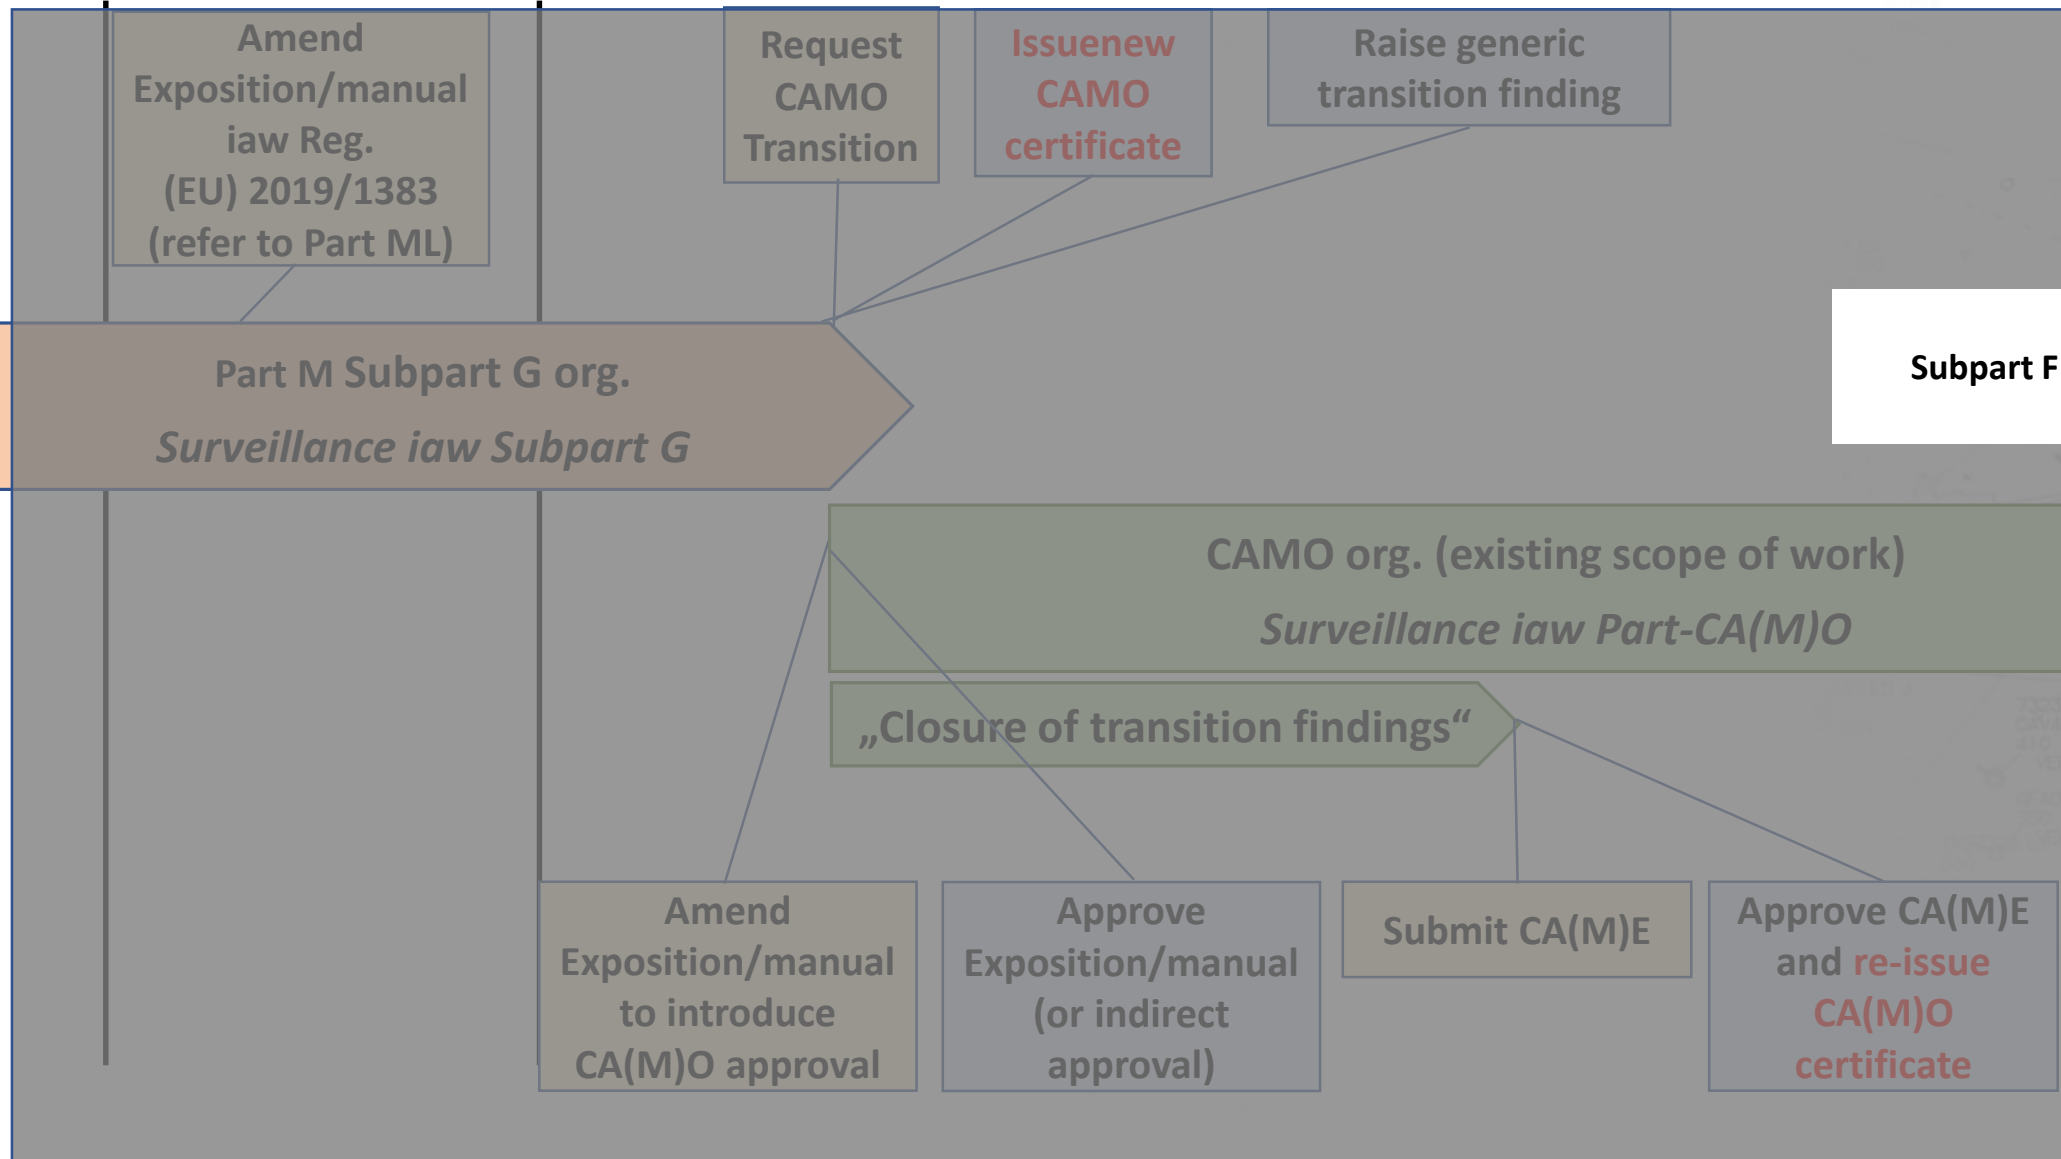 Amend
Exposition/manual
iaw Reg.
(EU) 2019/1383
(refer to Part ML)
Request
CAMO
Transition
Issuenew
CAMO
certificate
Raise generic
transition finding
Part M Subpart G org.
Surveillance iaw Subpart G
Subpart F
CAMO org. (existing scope of work)
Surveillance iaw Part-CA(M)O
„Closure of transition findings“
Amend
Exposition/manual
to introduce
CA(M)O approval
Approve
Exposition/manual
(or indirect
approval)
Submit CA(M)E
Approve CA(M)E
and re-issue
CA(M)O
certificate